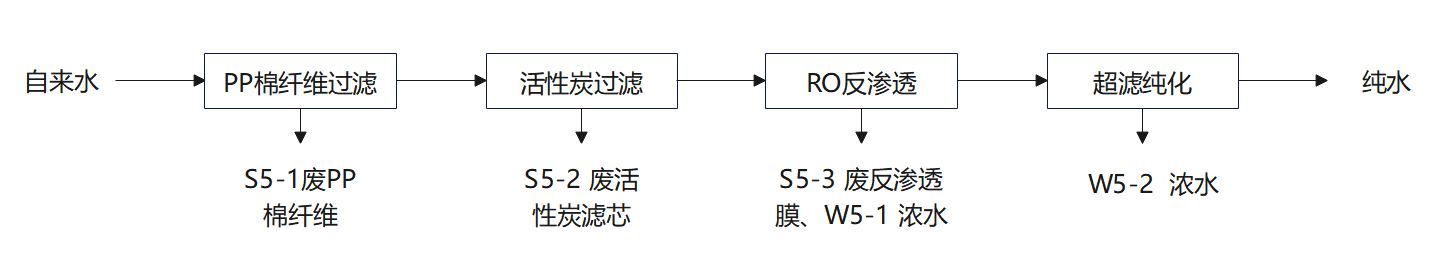 自来水
PP棉纤维过滤
活性炭过滤
RO反渗透
超滤纯化
纯水
S5-1废PP
棉纤维
S5-2 废活
性炭滤芯
S5-3 废反渗透
膜、W5-1 浓水
W5-2 浓水